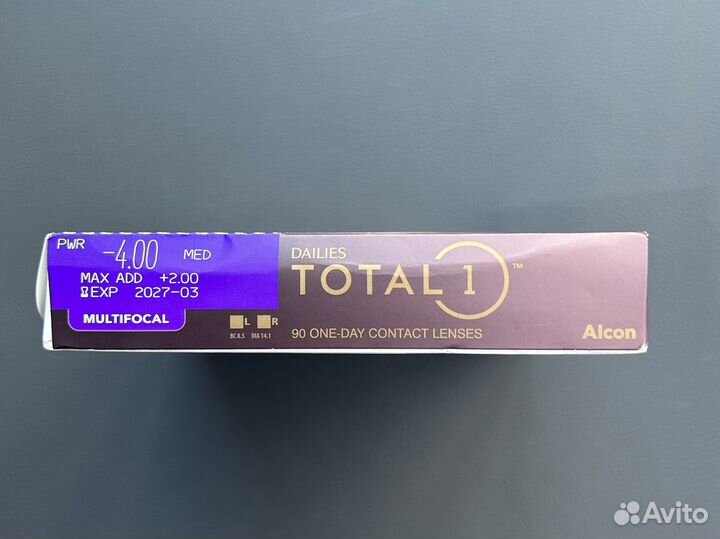 PWR -4.00 MED
MAX ADD +2.00
EXP 2027-03
MULTIFOCAL
L R
BC 8.5 DIA 14.1
DAILIES
TOTAL 1™
90 ONE-DAY CONTACT LENSES
Alcon
Avito